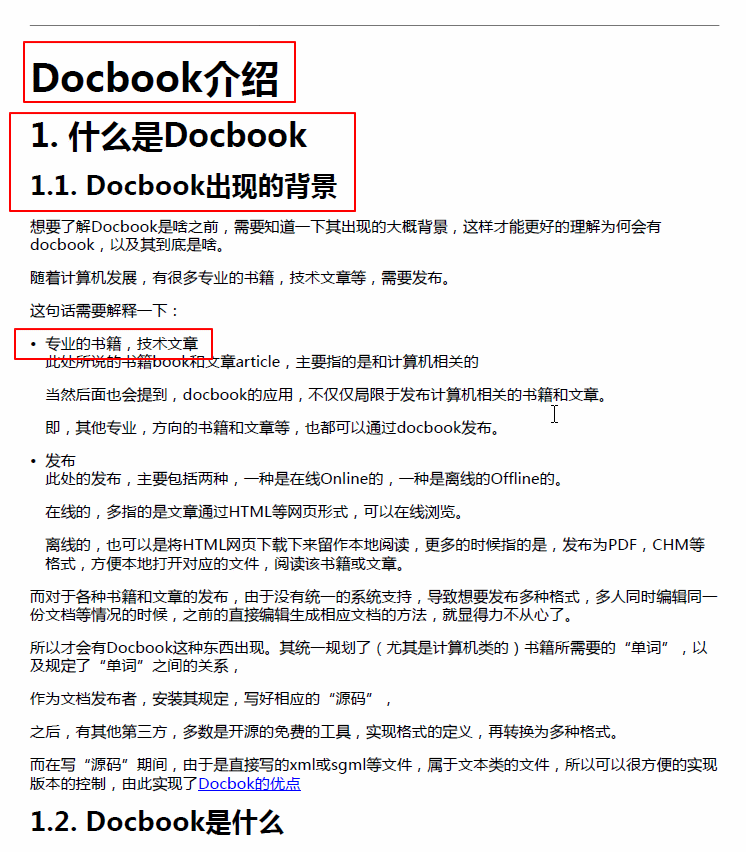 Docbook介绍
1. 什么是Docbook
1.1. Docbook出现的背景
想要了解Docbook是啥之前，需要知道一下其出现的大概背景，这样才能更好的理解为何会有
docbook，以及其到底是啥。
随着计算机发展，有很多专业的书籍，技术文章等，需要发布。
这句话需要解释一下：
• 专业的书籍，技术文章
此处所说的书籍book和文章article，主要指的是和计算机相关的
当然后面也会提到，docbook的应用，不仅仅局限于发布计算机相关的书籍和文章。
即，其他专业，方向的书籍和文章等，也都可以通过docbook发布。
• 发布
此处的发布，主要包括两种，一种是在线Online的，一种是离线的Offline的。
在线的，多指的是文章通过HTML等网页形式，可以在线浏览。
离线的，也可以是将HTML网页下载下来留作本地阅读，更多的时候指的是，发布为PDF，CHM等
格式，方便本地打开对应的文件，阅读该书籍或文章。
而对于各种书籍和文章的发布，由于没有统一的系统支持，导致想要发布多种格式，多人同时编辑同一
份文档等情况的时候，之前的直接编辑生成相应文档的方法，就显得力不从心了。
所以才会有Docbook这种东西出现。其统一规划了（尤其是计算机类的）书籍所需要的“单词”，以
及规定了“单词”之间的关系，
作为文档发布者，安装其规定，写好相应的“源码”，
之后，有其他第三方，多数是开源的免费的工具，实现格式的定义，再转换为多种格式。
而在写“源码”期间，由于是直接写的xml或sgml等文件，属于文本类的文件，所以可以很方便的实现
版本的控制，由此实现了Docbok的优点
1.2. Docbook是什么